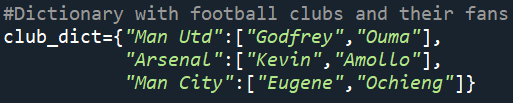 #Dictionary with football clubs and their fans
club_dict={"Man Utd":["Godfrey","Ouma"],
"Arsenal":["Kevin","Amollo"],
"Man City":["Eugene","Ochieng"]}